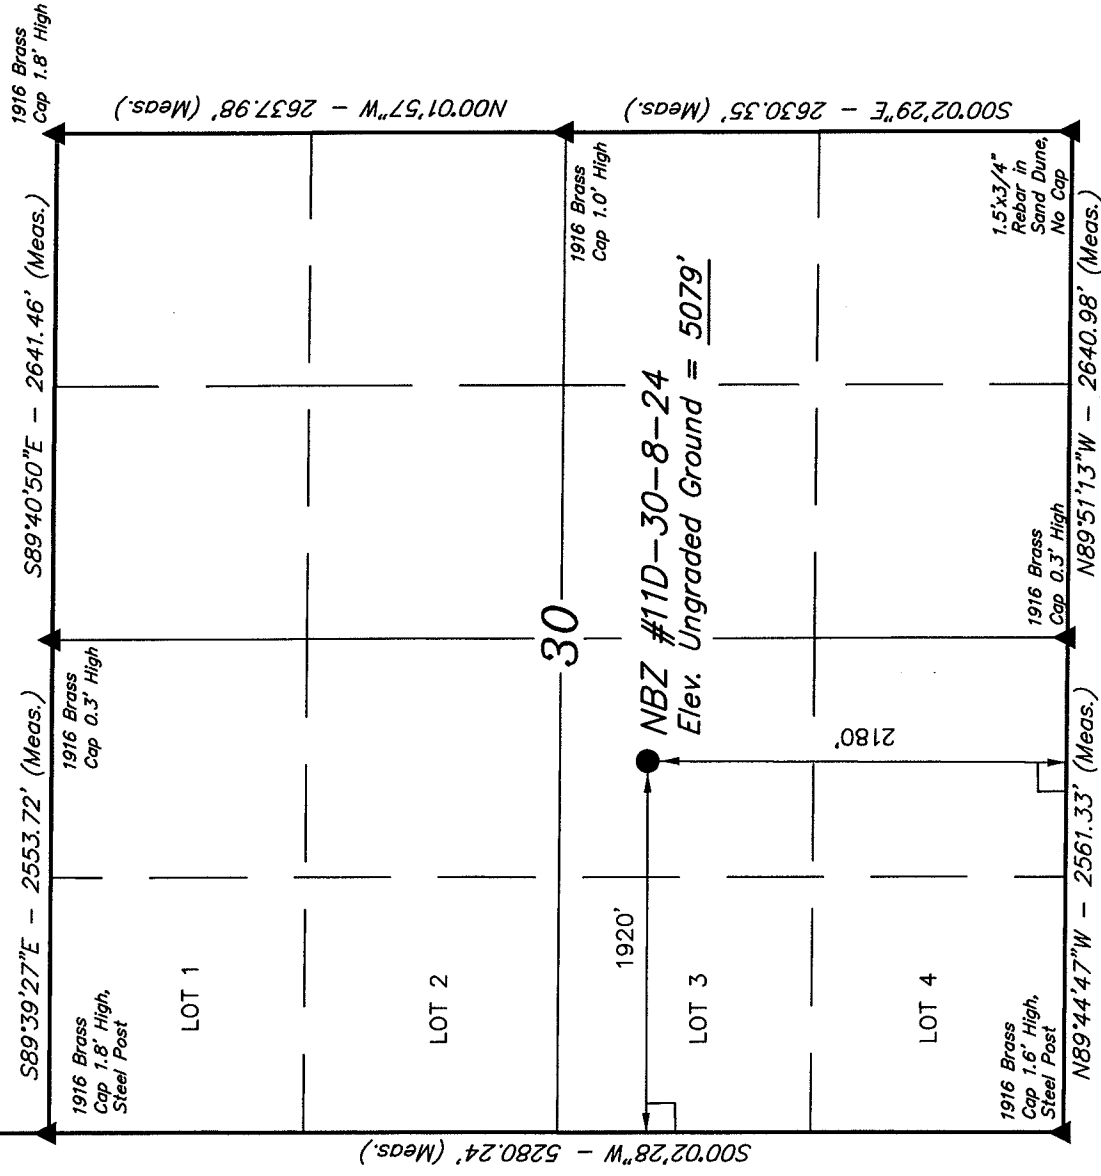 S89°39'27"E - 2553.72' (Meas.)
S89°40'50"E - 2641.46' (Meas.)
1916 Brass
Cap 1.8' High,
Steel Post
1916 Brass
Cap 0.3' High
1916 Brass
Cap 1.8' High
LOT 1
N00°01'57"W - 2637.98' (Meas.)
LOT 2
30
1916 Brass
Cap 1.0' High
NBZ #11D-30-8-24
Elev. Ungraded Ground = 5079'
1920'
2180'
LOT 3
S00°02'29"E - 2630.35' (Meas.)
LOT 4
S00°02'28"W - 5280.24' (Meas.)
1916 Brass
Cap 1.6' High,
Steel Post
1916 Brass
Cap 0.3' High
1.5'x3/4"
Rebar in
Sand Dune,
No Cap
N89°44'47"W - 2561.33' (Meas.)
N89°51'13"W - 2640.98' (Meas.)